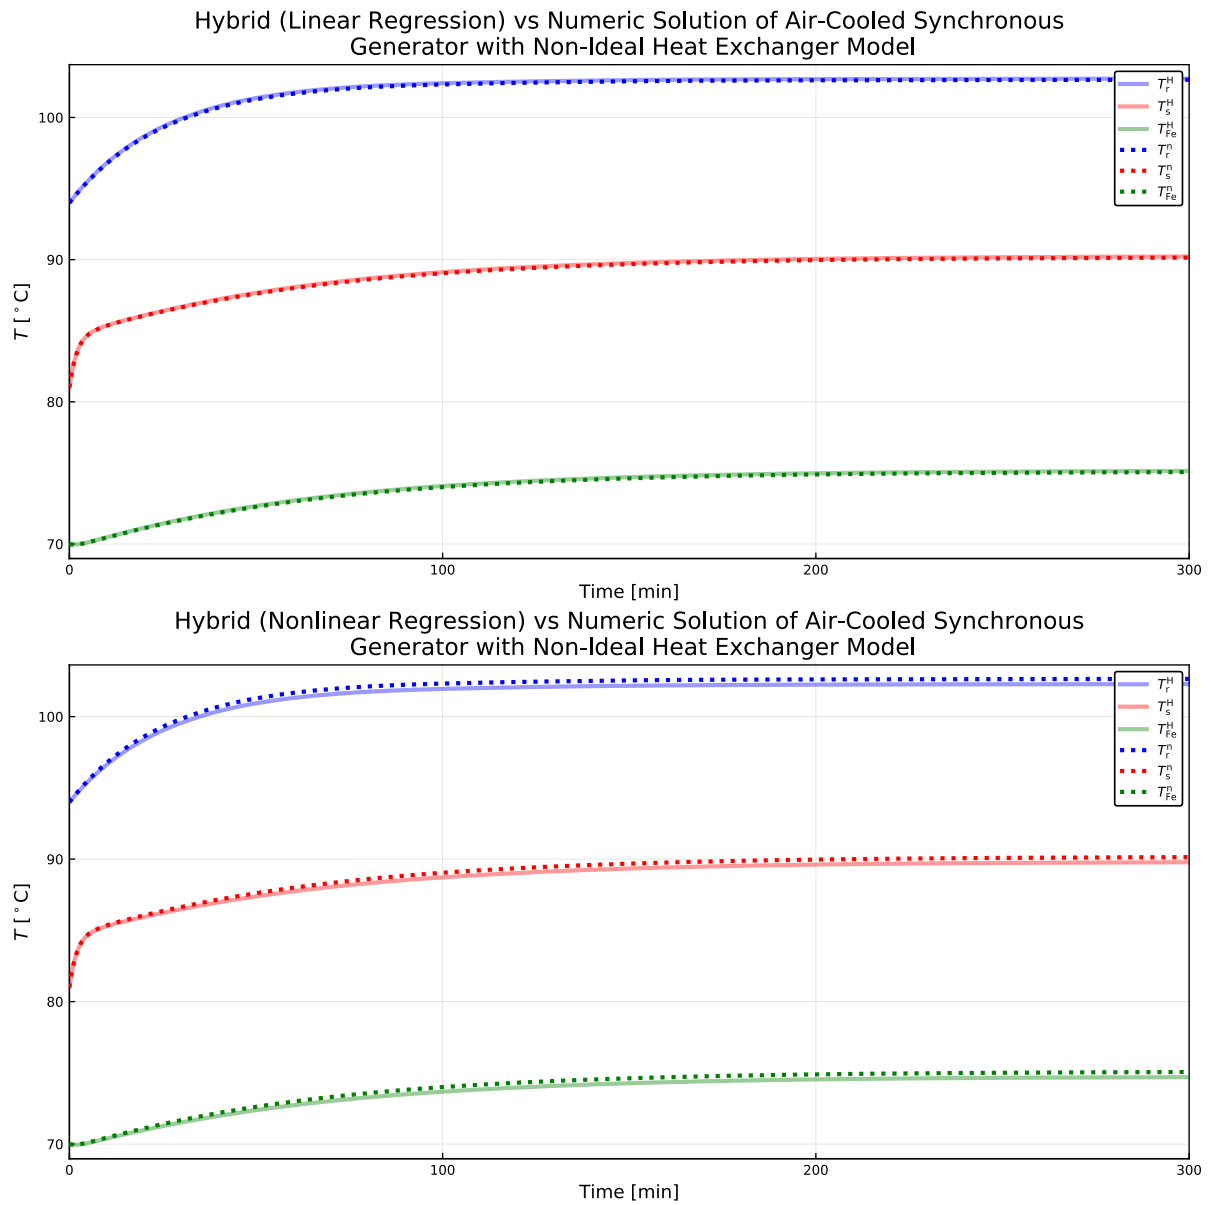 Hybrid (Linear Regression) vs Numeric Solution of Air-Cooled Synchronous
Generator with Non-Ideal Heat Exchanger Model
T [°C]
100
90
80
70
0
100
200
300
Time [min]
T_r^H
T_s^H
T_Fe^H
T_r^n
T_s^n
T_Fe^n
Hybrid (Nonlinear Regression) vs Numeric Solution of Air-Cooled Synchronous
Generator with Non-Ideal Heat Exchanger Model
T [°C]
100
90
80
70
0
100
200
300
Time [min]
T_r^H
T_s^H
T_Fe^H
T_r^n
T_s^n
T_Fe^n